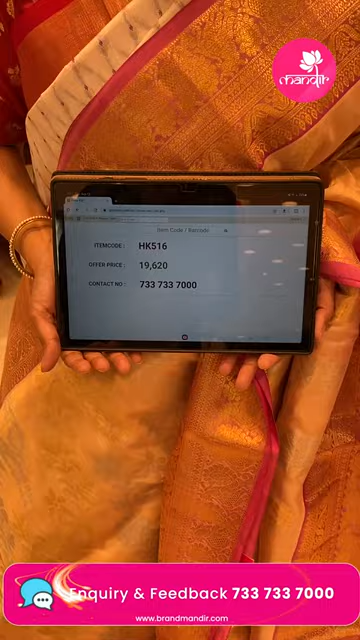 mandir
Item Code / Barcode
ITEMCODE : HK516
OFFER PRICE : 19,620
CONTACT NO : 733 733 7000
Enquiry & Feedback 733 733 7000
www.brandmandir.com